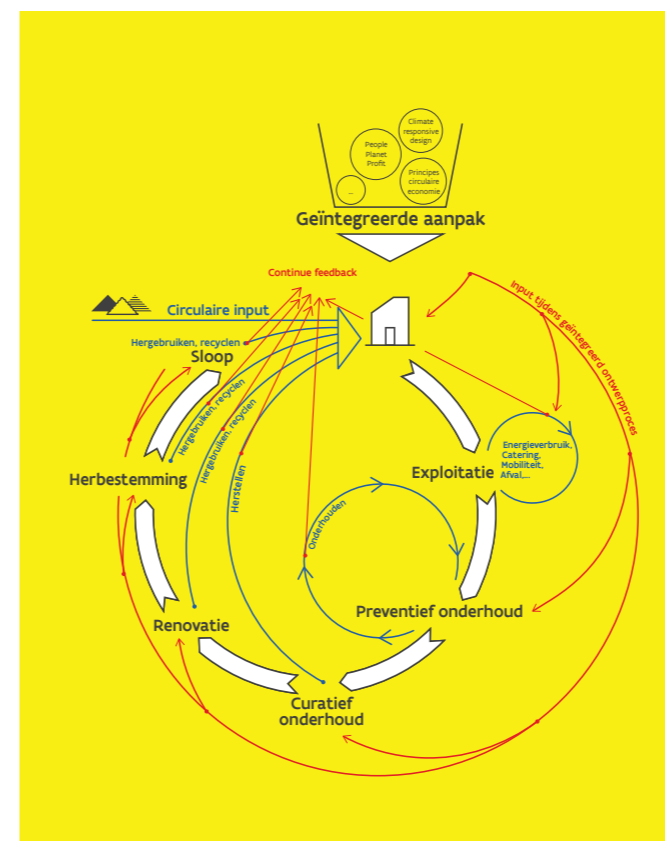 Climate
responsive
design
People
Planet
Profit
Principes
circulaire
economie
...
Geïntegreerde aanpak
Continue feedback
Input tijdens geïntegreerd ontwerpproces
Circulaire input
Hergebruiken, recyclen
Sloop
Hergebruiken, recyclen
Hergebruiken, recyclen
Herstellen
Energieverbruik,
Catering,
Mobiliteit,
Afval,...
Exploitatie
Herbestemming
Onderhouden
Preventief onderhoud
Renovatie
Curatief
onderhoud